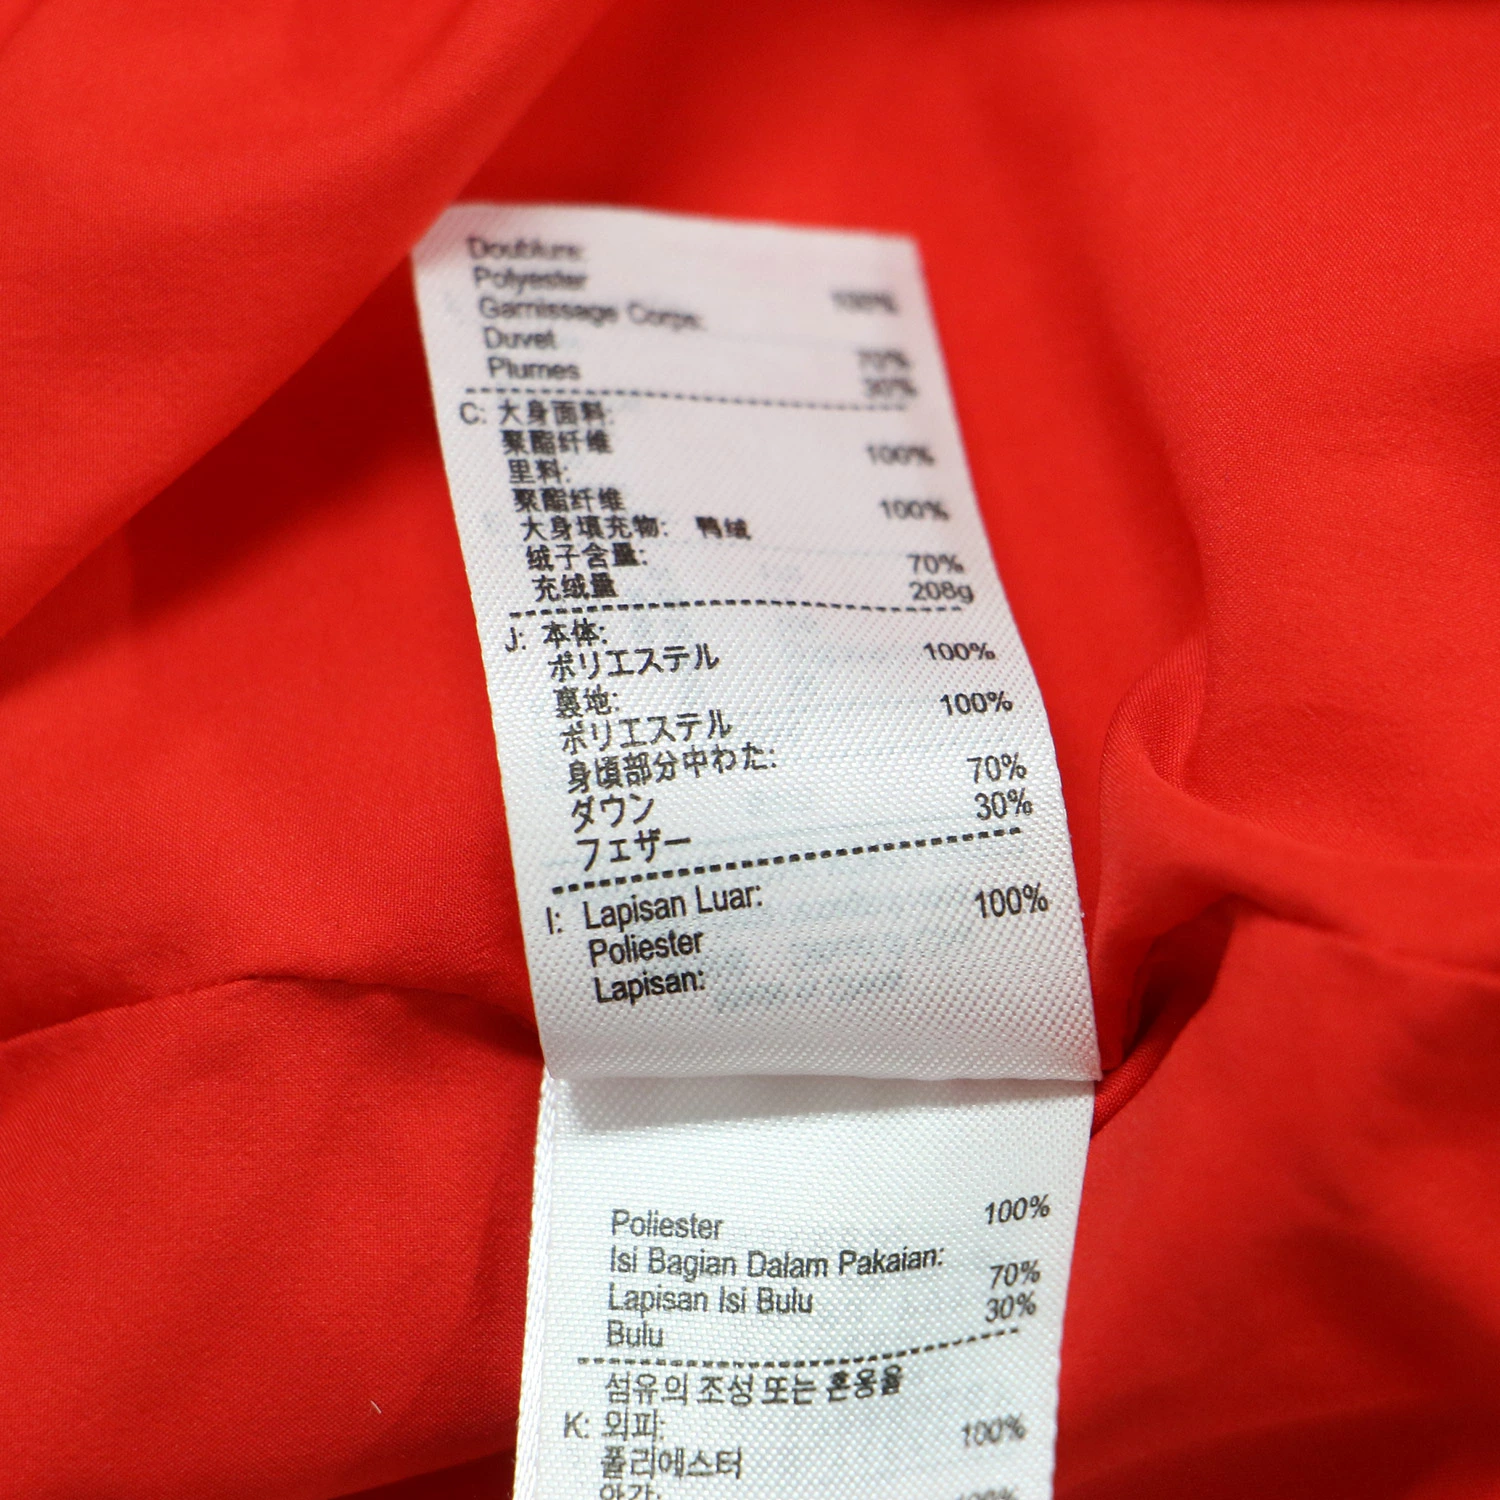 Doublure:
Polyester 100%
Garnissage Corps:
Duvet 70%
Plumes 30%
C: 大身面料:
聚酯纤维 100%
里料:
聚酯纤维 100%
大身填充物: 鸭绒
绒子含量: 70%
充绒量 208g
J: 本体:
ポリエステル 100%
裏地:
ポリエステル 100%
身頃部分中わた:
ダウン 70%
フェザー 30%
I: Lapisan Luar:
Poliester 100%
Lapisan:
Poliester 100%
Isi Bagian Dalam Pakaian:
Lapisan Isi Bulu 70%
Bulu 30%
섬유의 조성 또는 혼용율
K: 외피:
폴리에스터 100%
안감:
100%